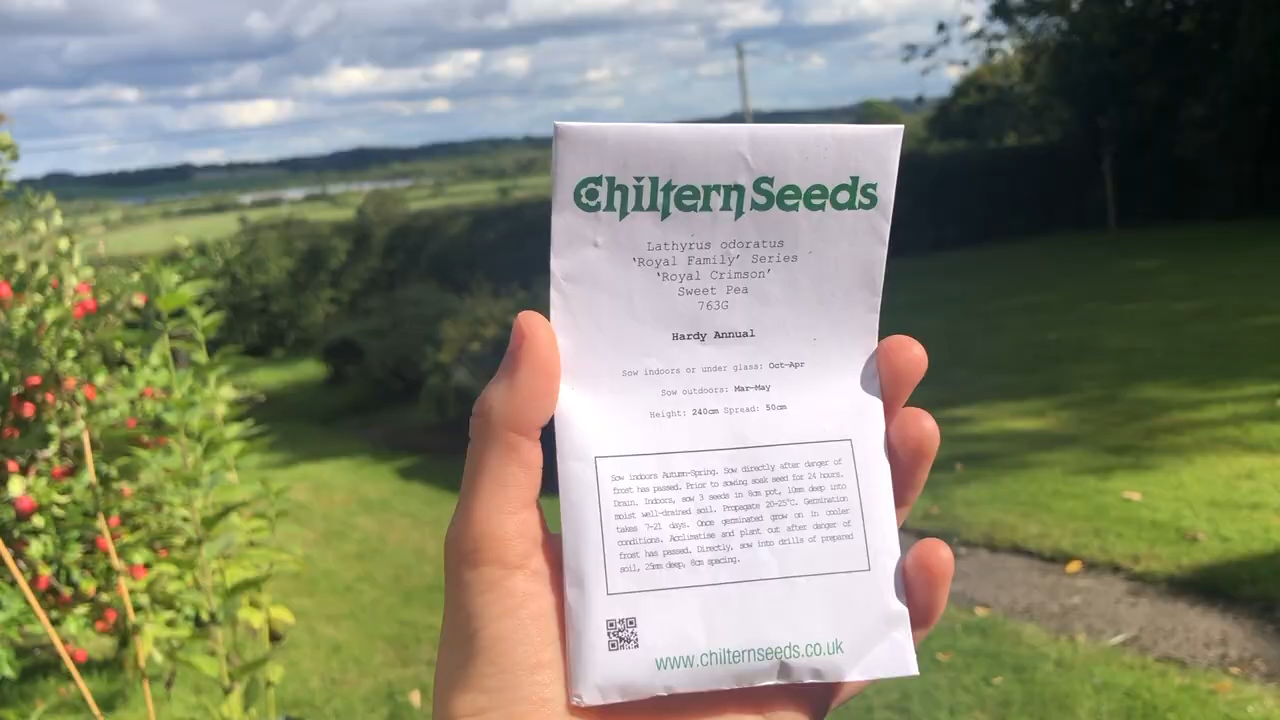 Chiltern Seeds
Lathyrus odoratus
'Royal Family' Series
'Royal Crimson'
Sweet Pea
763G
Hardy Annual
Sow indoors or under glass: Oct-Apr
Sow outdoors: Mar-May
Height: 240cm Spread: 50cm
Sow indoors Autumn-Spring. Sow directly after danger of
frost has passed. Prior to sowing soak seed for 24 hours.
Drain. Indoors, sow 3 seeds in 8cm pot, 10mm deep into
moist well-drained soil. Propagate 20-25°C. Germination
takes 7-21 days. Once germinated grow on in cooler
conditions. Acclimatise and plant out after danger of
frost has passed. Directly, sow into drills of prepared
soil, 25mm deep, 8cm spacing.
www.chilternseeds.co.uk